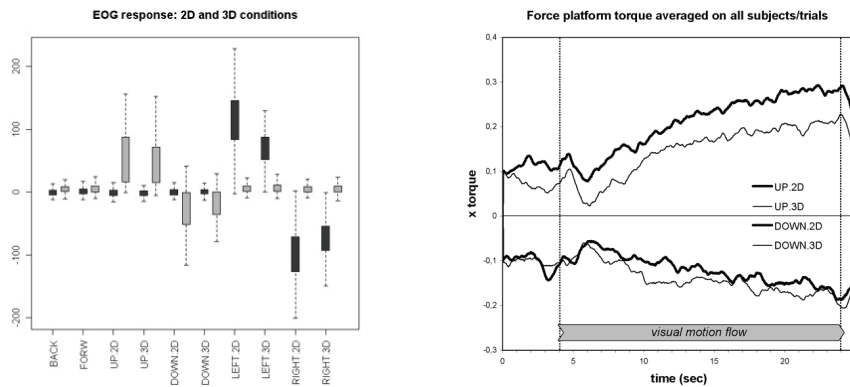 EOG response: 2D and 3D conditions
200
100
0
-100
-200
BACK
FORW
UP.2D
UP.3D
DOWN.2D
DOWN.3D
LEFT.2D
LEFT.3D
RIGHT.2D
RIGHT.3D
Force platform torque averaged on all subjects/trials
x torque
0,4
0,3
0,2
0,1
0
-0,1
-0,2
-0,3
UP.2D
UP.3D
DOWN.2D
DOWN.3D
visual motion flow
0
5
10
15
20
time (sec)